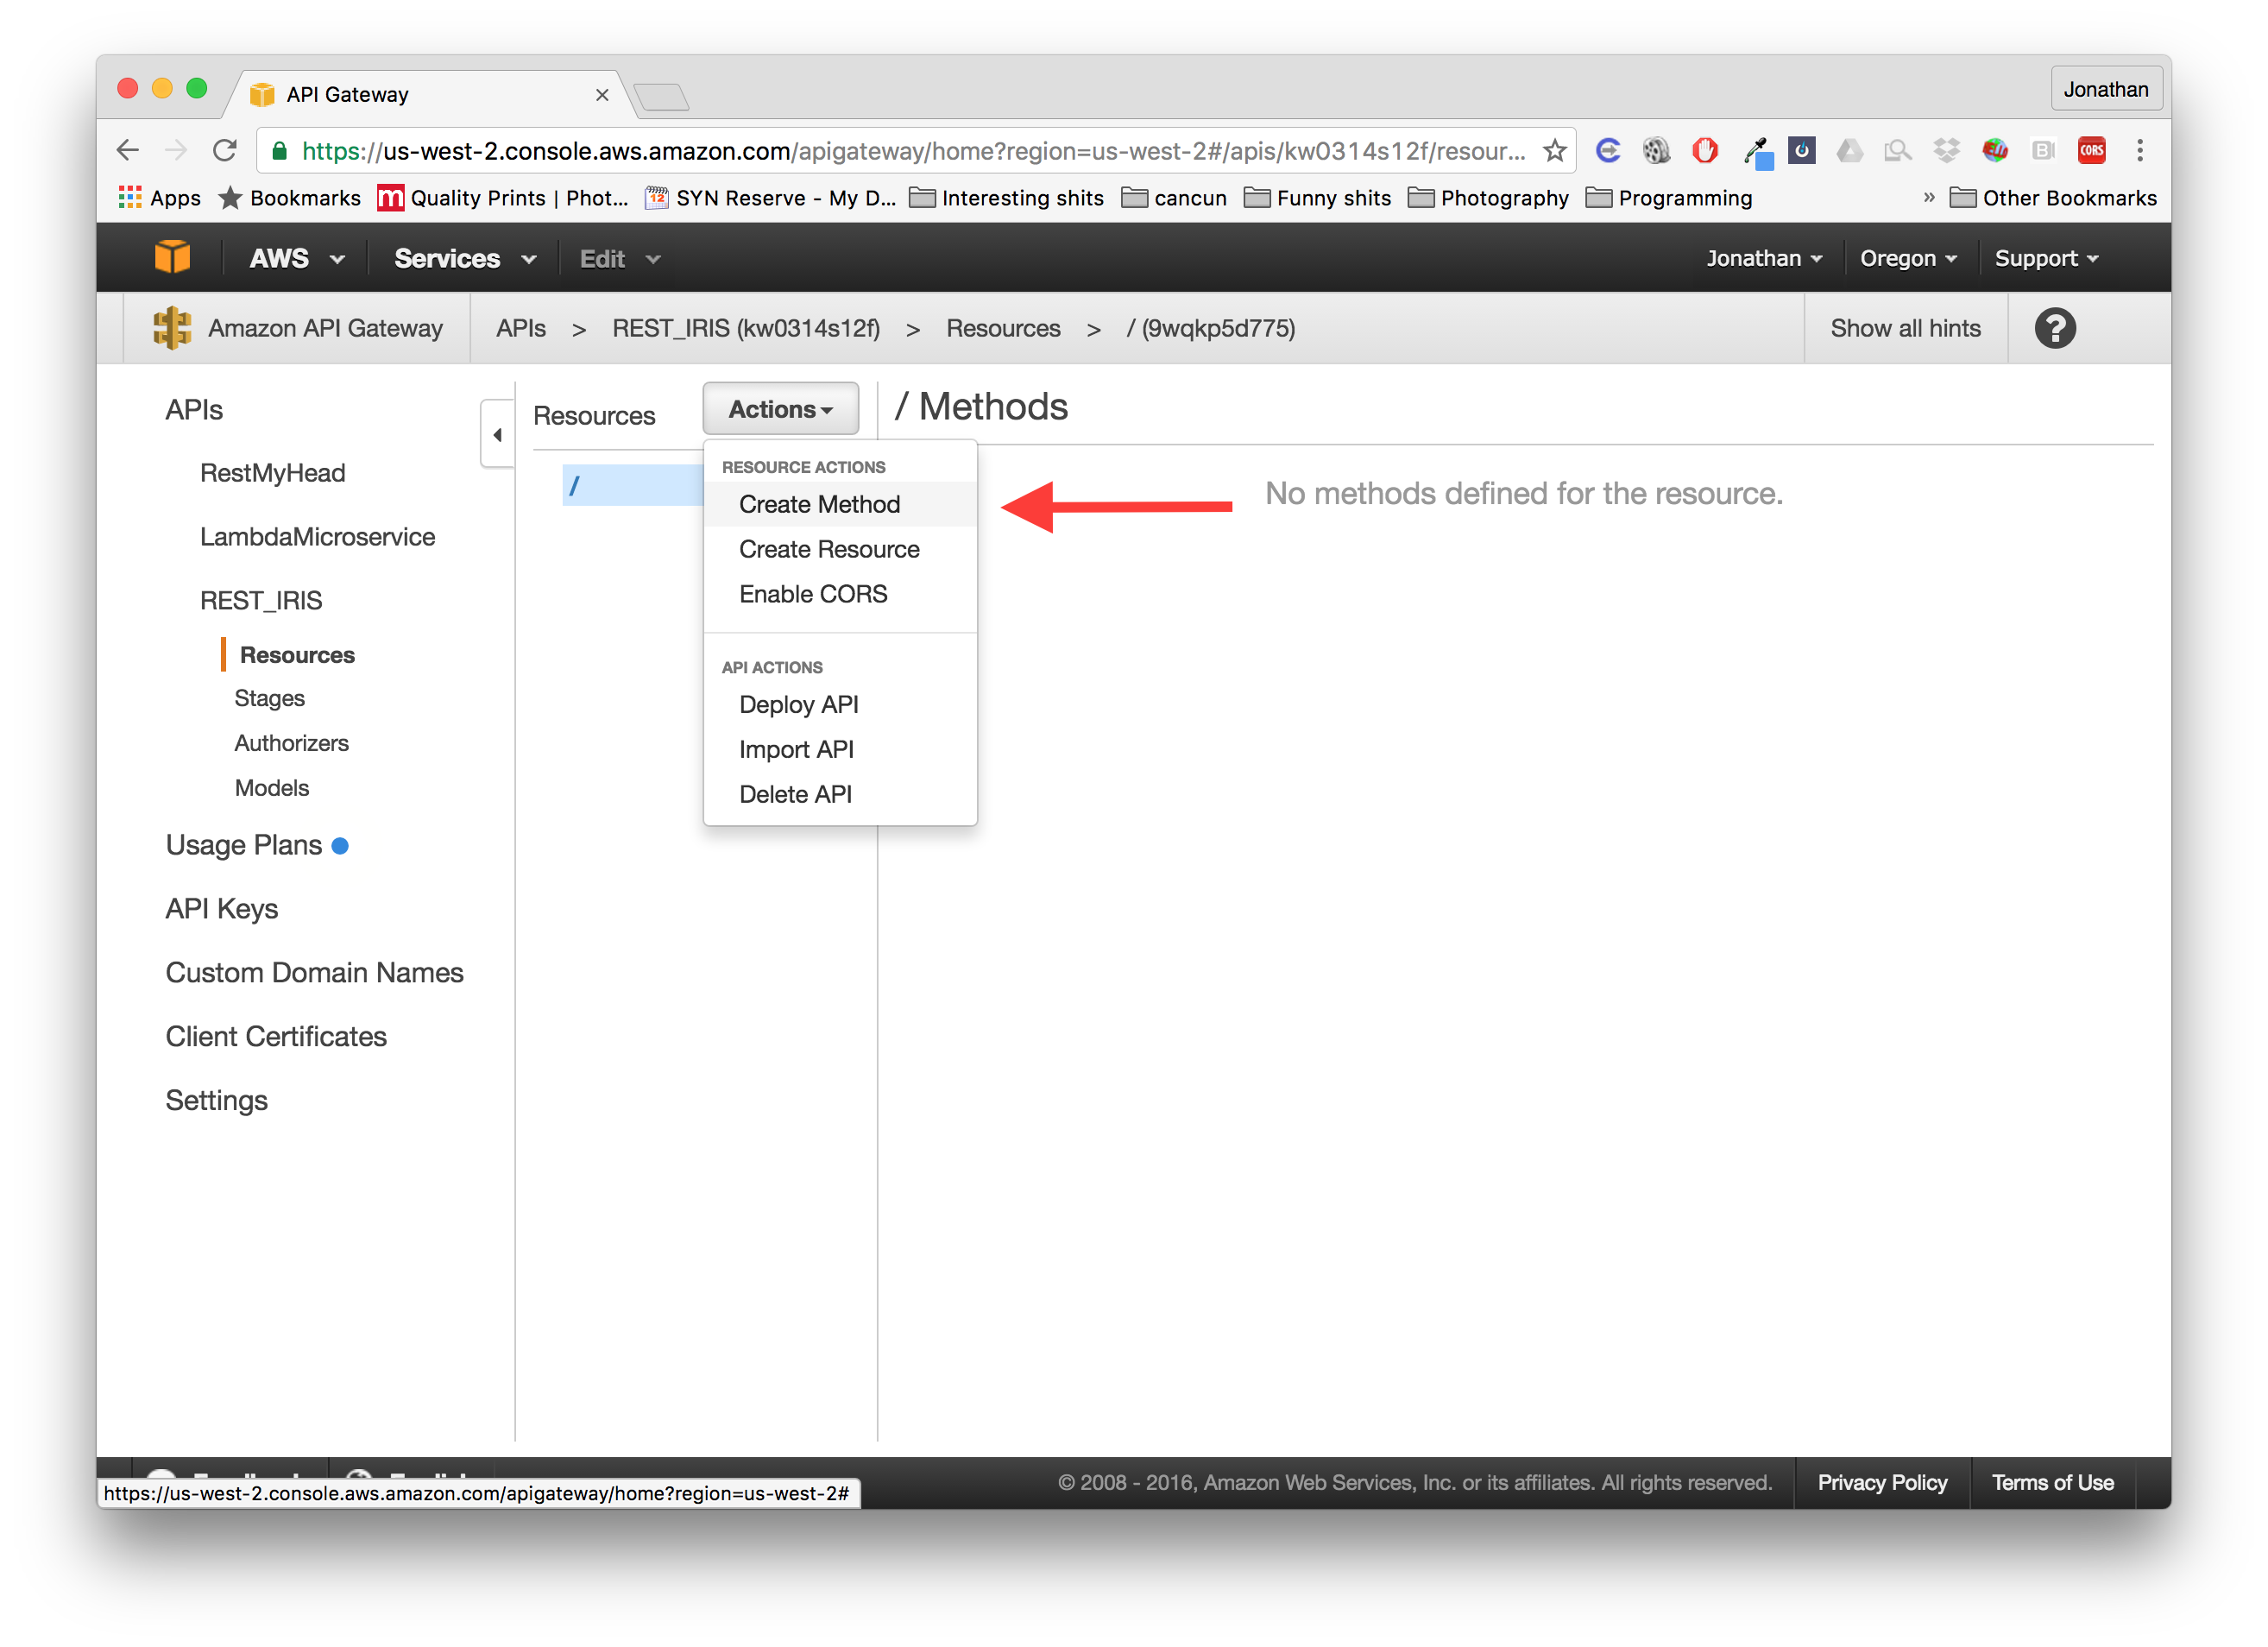 API Gateway
Jonathan
https://us-west-2.console.aws.amazon.com/apigateway/home?region=us-west-2#/apis/kw0314s12f/resour...
CORS
Apps
Bookmarks
m Quality Prints | Phot...
12 SYN Reserve - My D...
Interesting shits
cancun
Funny shits
Photography
Programming
»
Other Bookmarks
AWS
Services
Edit
Jonathan
Oregon
Support
Amazon API Gateway
APIs > REST_IRIS (kw0314s12f) > Resources > / (9wqkp5d775)
Show all hints
?
APIs
RestMyHead
LambdaMicroservice
REST_IRIS
Resources
Stages
Authorizers
Models
Usage Plans
API Keys
Custom Domain Names
Client Certificates
Settings
Resources
Actions
/
RESOURCE ACTIONS
Create Method
Create Resource
Enable CORS
API ACTIONS
Deploy API
Import API
Delete API
/ Methods
No methods defined for the resource.
© 2008 - 2016, Amazon Web Services, Inc. or its affiliates. All rights reserved.
Privacy Policy
Terms of Use
https://us-west-2.console.aws.amazon.com/apigateway/home?region=us-west-2#